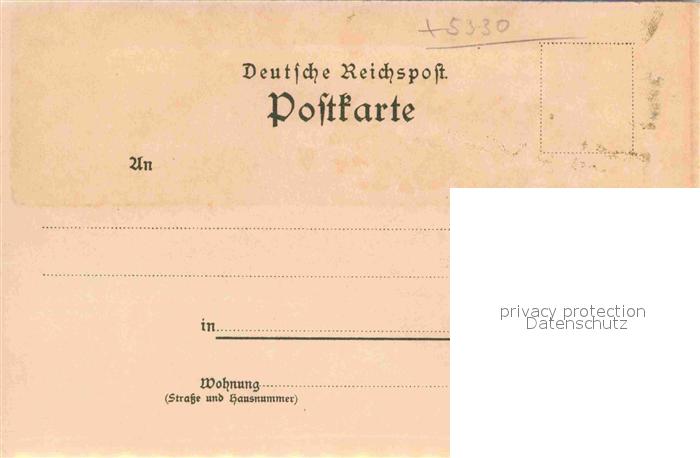 +5330
Deutsche Reichspost.
Postkarte
An
in
Wohnung
(Straße und Hausnummer)
privacy protection
Datenschutz